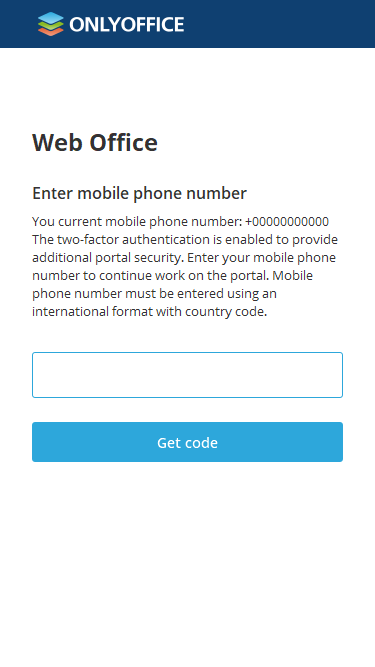 ONLYOFFICE
Web Office
Enter mobile phone number
You current mobile phone number: +00000000000
The two-factor authentication is enabled to provide
additional portal security. Enter your mobile phone
number to continue work on the portal. Mobile
phone number must be entered using an
international format with country code.
Get code